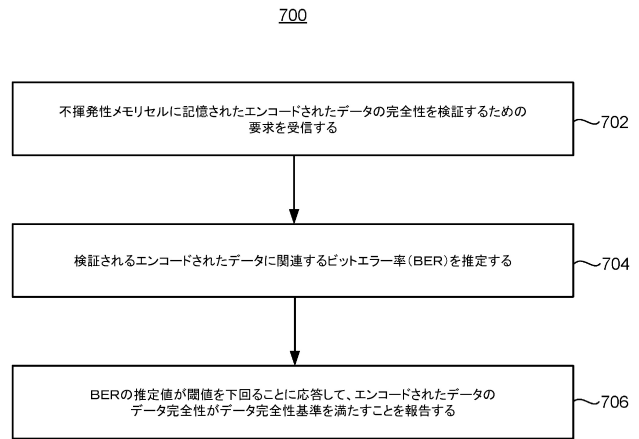 700
不揮発性メモリセルに記憶されたエンコードされたデータの完全性を検証するための
要求を受信する
702
検証されるエンコードされたデータに関連するビットエラー率(BER)を推定する
704
BERの推定値が閾値を下回ることに応答して、エンコードされたデータの
データ完全性がデータ完全性基準を満たすことを報告する
706